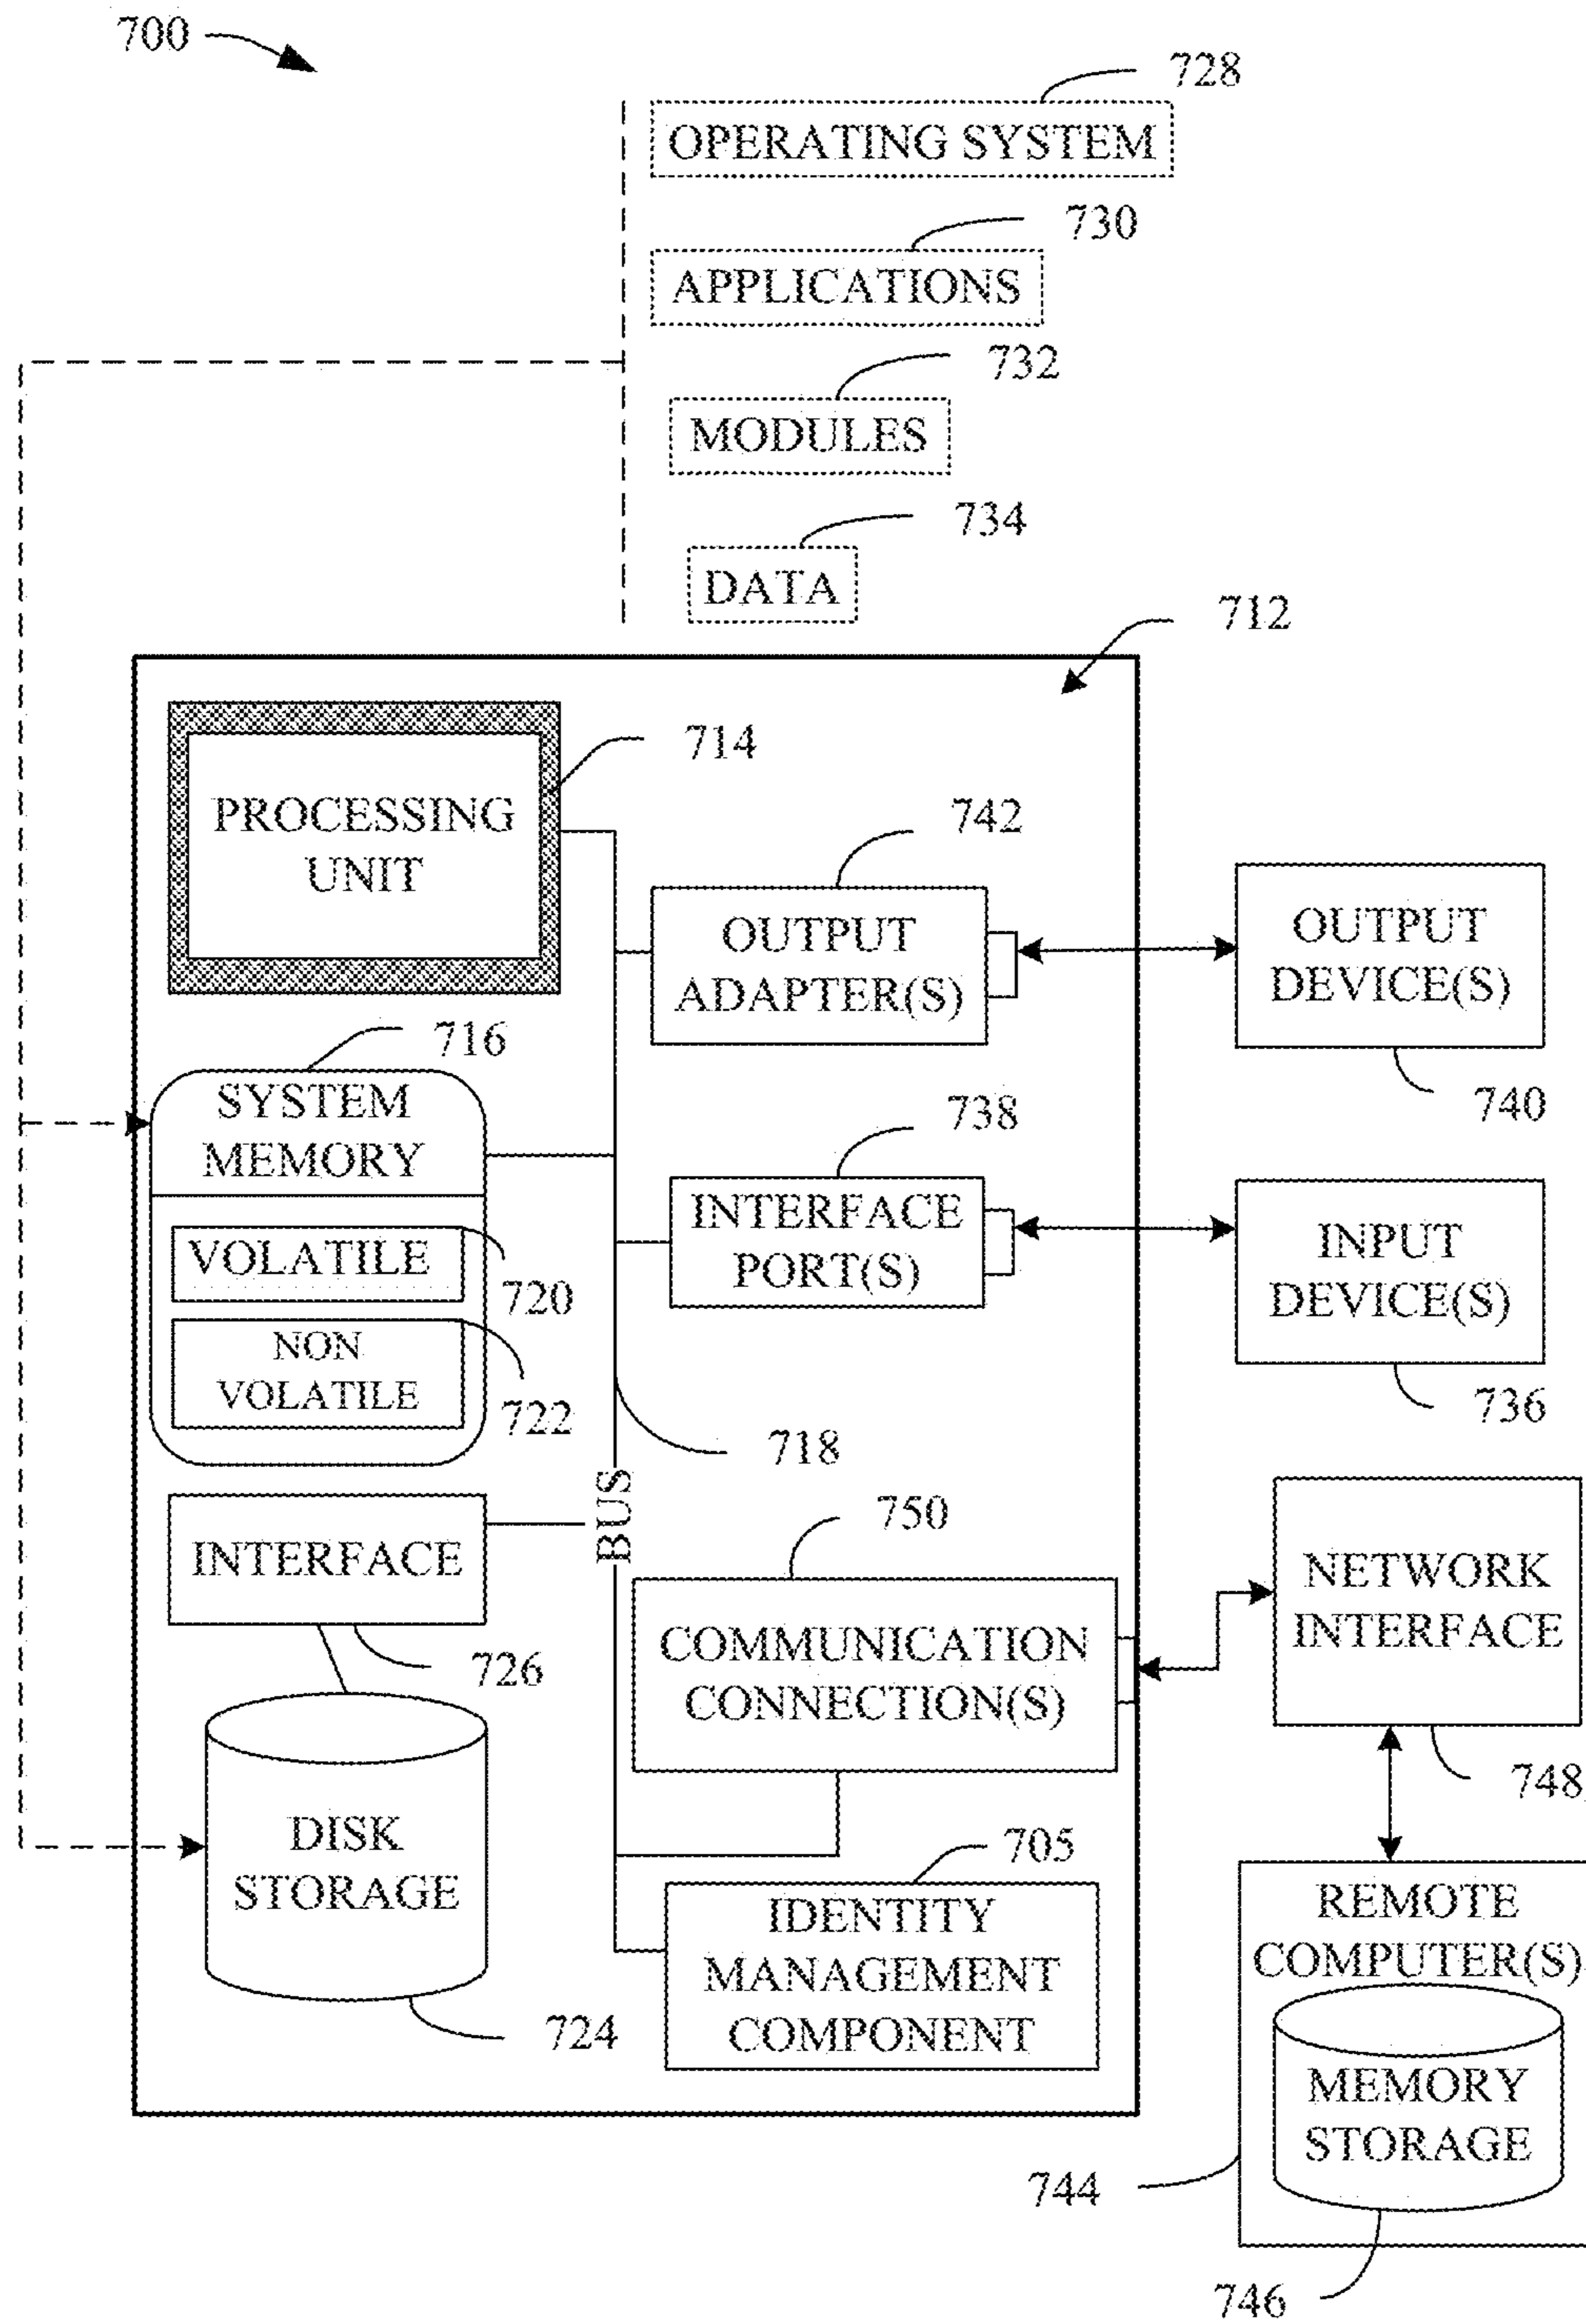 700
728
OPERATING SYSTEM
730
APPLICATIONS
732
MODULES
734
DATA
712
714
PROCESSING
UNIT
742
OUTPUT
ADAPTER(S)
OUTPUT
DEVICE(S)
740
716
SYSTEM
MEMORY
738
INTERFACE
PORT(S)
INPUT
DEVICE(S)
736
VOLATILE
720
NON
VOLATILE
722
718
BUS
INTERFACE
726
750
COMMUNICATION
CONNECTION(S)
NETWORK
INTERFACE
748
DISK
STORAGE
724
705
IDENTITY
MANAGEMENT
COMPONENT
REMOTE
COMPUTER(S)
MEMORY
STORAGE
744
746